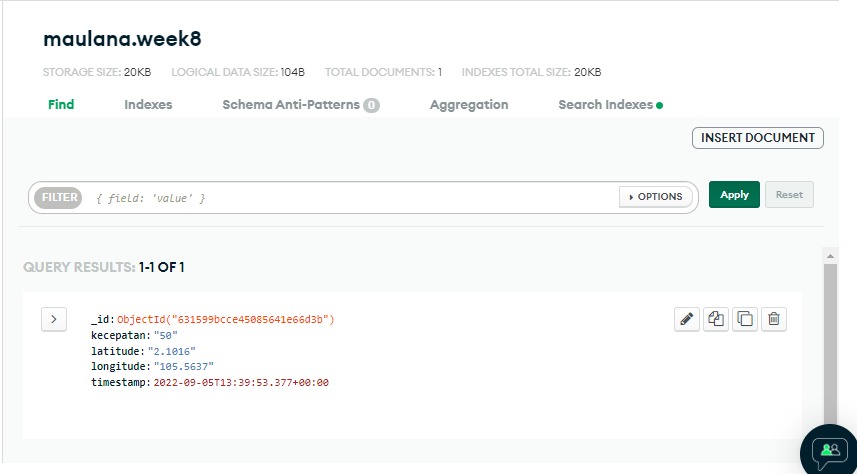 maulana.week8
STORAGE SIZE: 20KB LOGICAL DATA SIZE: 104B TOTAL DOCUMENTS: 1 INDEXES TOTAL SIZE: 20KB
Find Indexes Schema Anti-Patterns 0 Aggregation Search Indexes
INSERT DOCUMENT
FILTER { field: 'value' } OPTIONS Apply Reset
QUERY RESULTS: 1-1 OF 1
_id: ObjectId("631599bcce45085641e66d3b")
kecepatan: "50"
latitude: "2.1016"
longitude: "105.5637"
timestamp: 2022-09-05T13:39:53.377+00:00